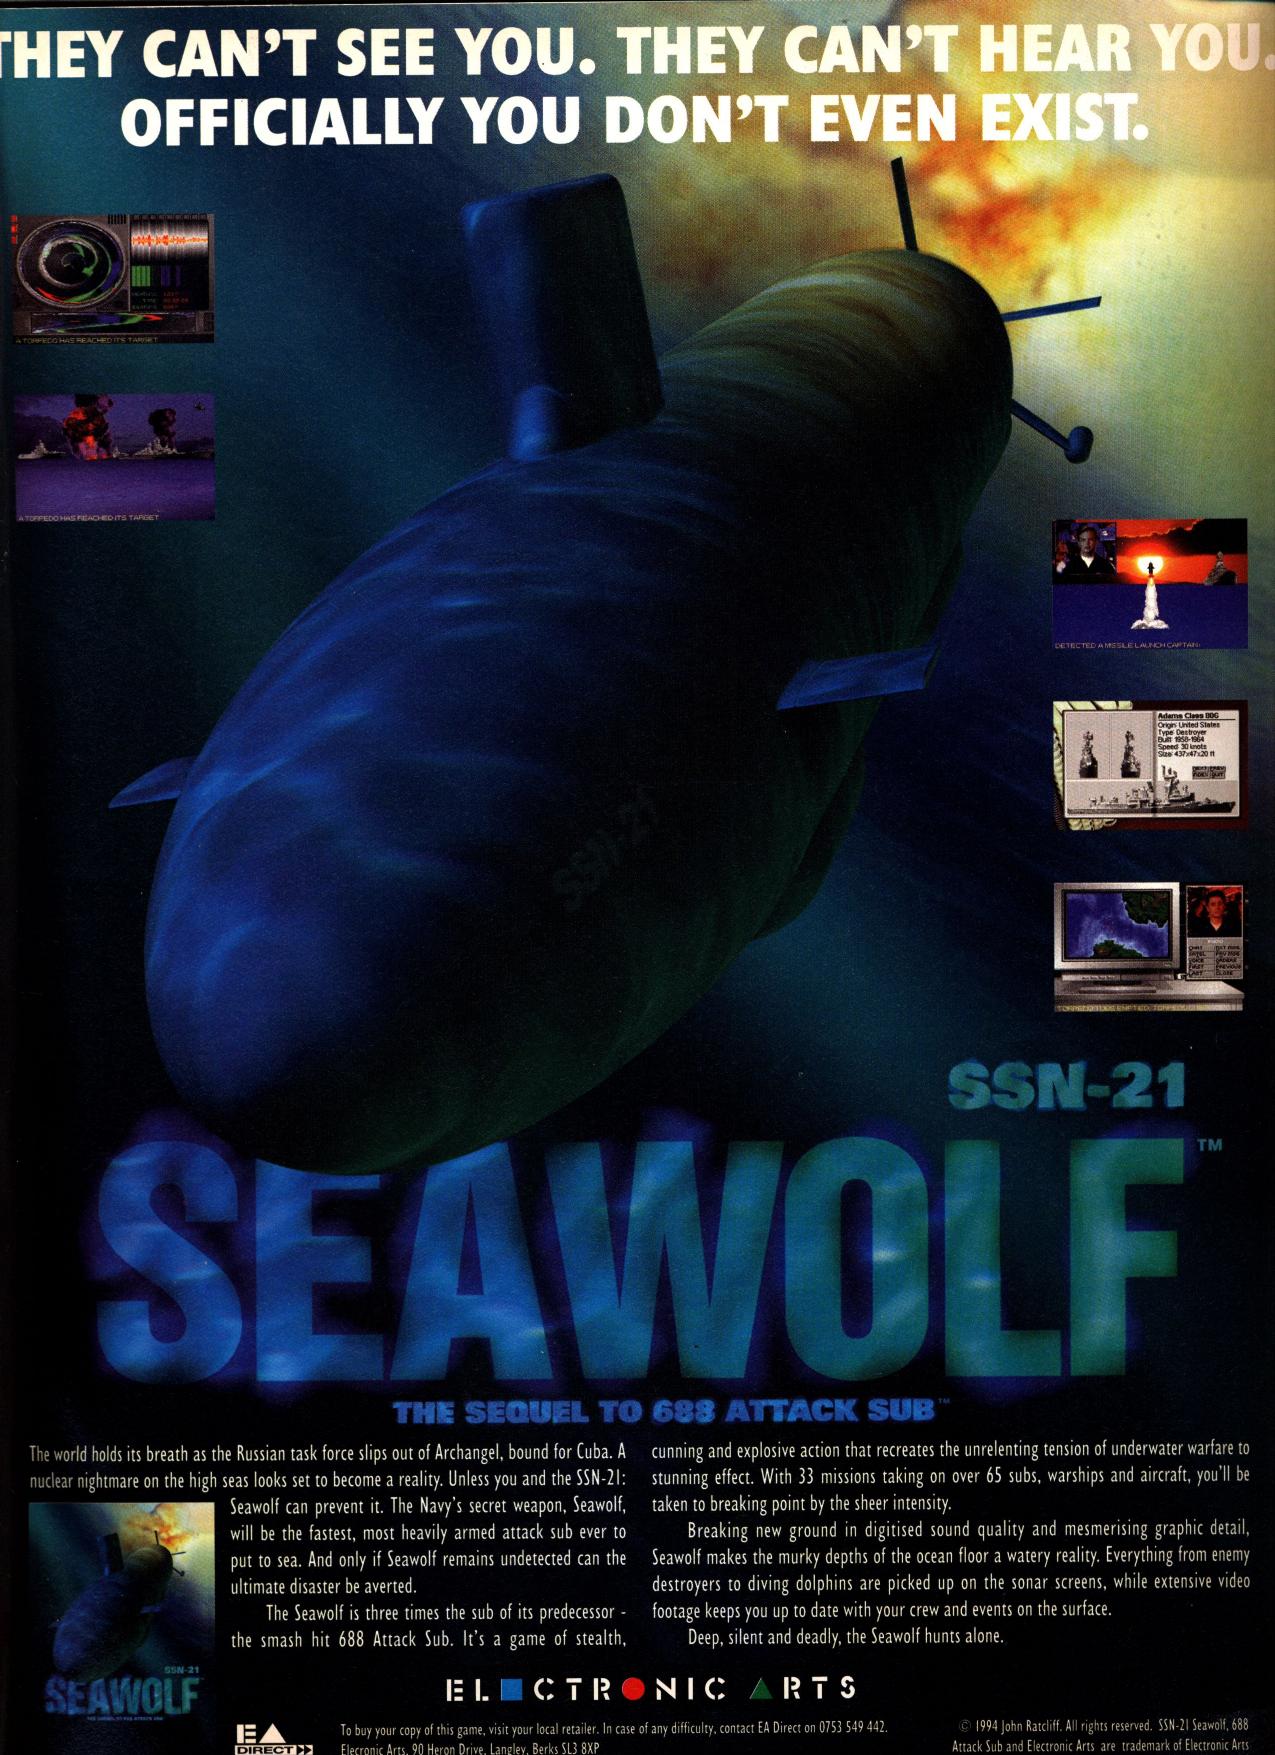 THEY CAN'T SEE YOU. THEY CAN'T HEAR YOU.
OFFICIALLY YOU DON'T EVEN EXIST.
A TORPEDO HAS REACHED ITS TARGET
A TORPEDO HAS REACHED ITS TARGET
DETECTED A MISSILE LAUNCH CAPTAIN!
Adams Class DDG
Origin: United States
Type: Destroyer
Built: 1958-1964
Speed: 30 knots
Size: 437x47x20 ft
SSN-21
SSN-21
SEAWOLF™
THE SEQUEL TO 688 ATTACK SUB™
The world holds its breath as the Russian task force slips out of Archangel, bound for Cuba. A
nuclear nightmare on the high seas looks set to become a reality. Unless you and the SSN-21:
Seawolf can prevent it. The Navy's secret weapon, Seawolf,
will be the fastest, most heavily armed attack sub ever to
put to sea. And only if Seawolf remains undetected can the
ultimate disaster be averted.
The Seawolf is three times the sub of its predecessor -
the smash hit 688 Attack Sub. It's a game of stealth,
cunning and explosive action that recreates the unrelenting tension of underwater warfare to
stunning effect. With 33 missions taking on over 65 subs, warships and aircraft, you'll be
taken to breaking point by the sheer intensity.
Breaking new ground in digitised sound quality and mesmerising graphic detail,
Seawolf makes the murky depths of the ocean floor a watery reality. Everything from enemy
destroyers to diving dolphins are picked up on the sonar screens, while extensive video
footage keeps you up to date with your crew and events on the surface.
Deep, silent and deadly, the Seawolf hunts alone.
SSN-21
SEAWOLF
THE SEQUEL TO 688 ATTACK SUB
ELECTRONIC ARTS
EA
DIRECT
To buy your copy of this game, visit your local retailer. In case of any difficulty, contact EA Direct on 0753 549 442.
Elecronic Arts, 90 Heron Drive, Langley, Berks SL3 8XP
© 1994 John Ratcliff. All rights reserved. SSN-21 Seawolf, 688
Attack Sub and Electronic Arts are trademark of Electronic Arts